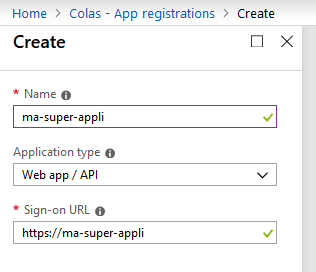 Home > Colas - App registrations > Create
Create
* Name
ma-super-appli
Application type
Web app / API
* Sign-on URL
https://ma-super-appli